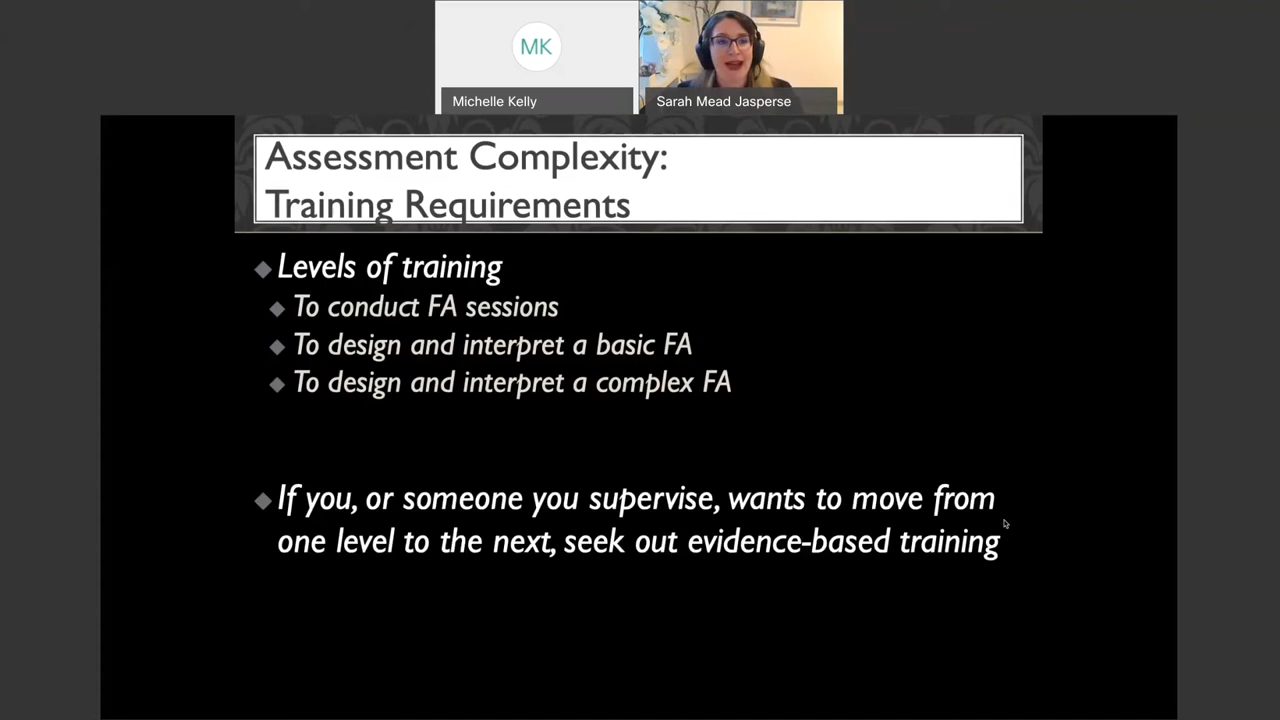 MK
Michelle Kelly
Sarah Mead Jasperse
Assessment Complexity:
Training Requirements
Levels of training
To conduct FA sessions
To design and interpret a basic FA
To design and interpret a complex FA
If you, or someone you supervise, wants to move from
one level to the next, seek out evidence-based training